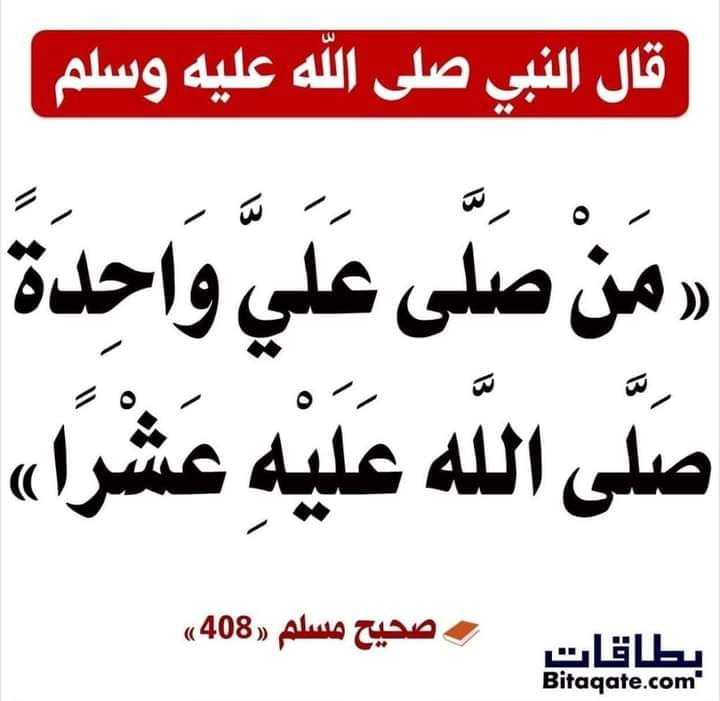 قال النبي صلى الله عليه وسلم
«مَنْ صَلَّى عَلَيَّ وَاحِدَةً
صَلَّى اللَّه عَلَيْهِ عَشْرًا»
صحيح مسلم «408»
بطاقات
Bitaqate.com